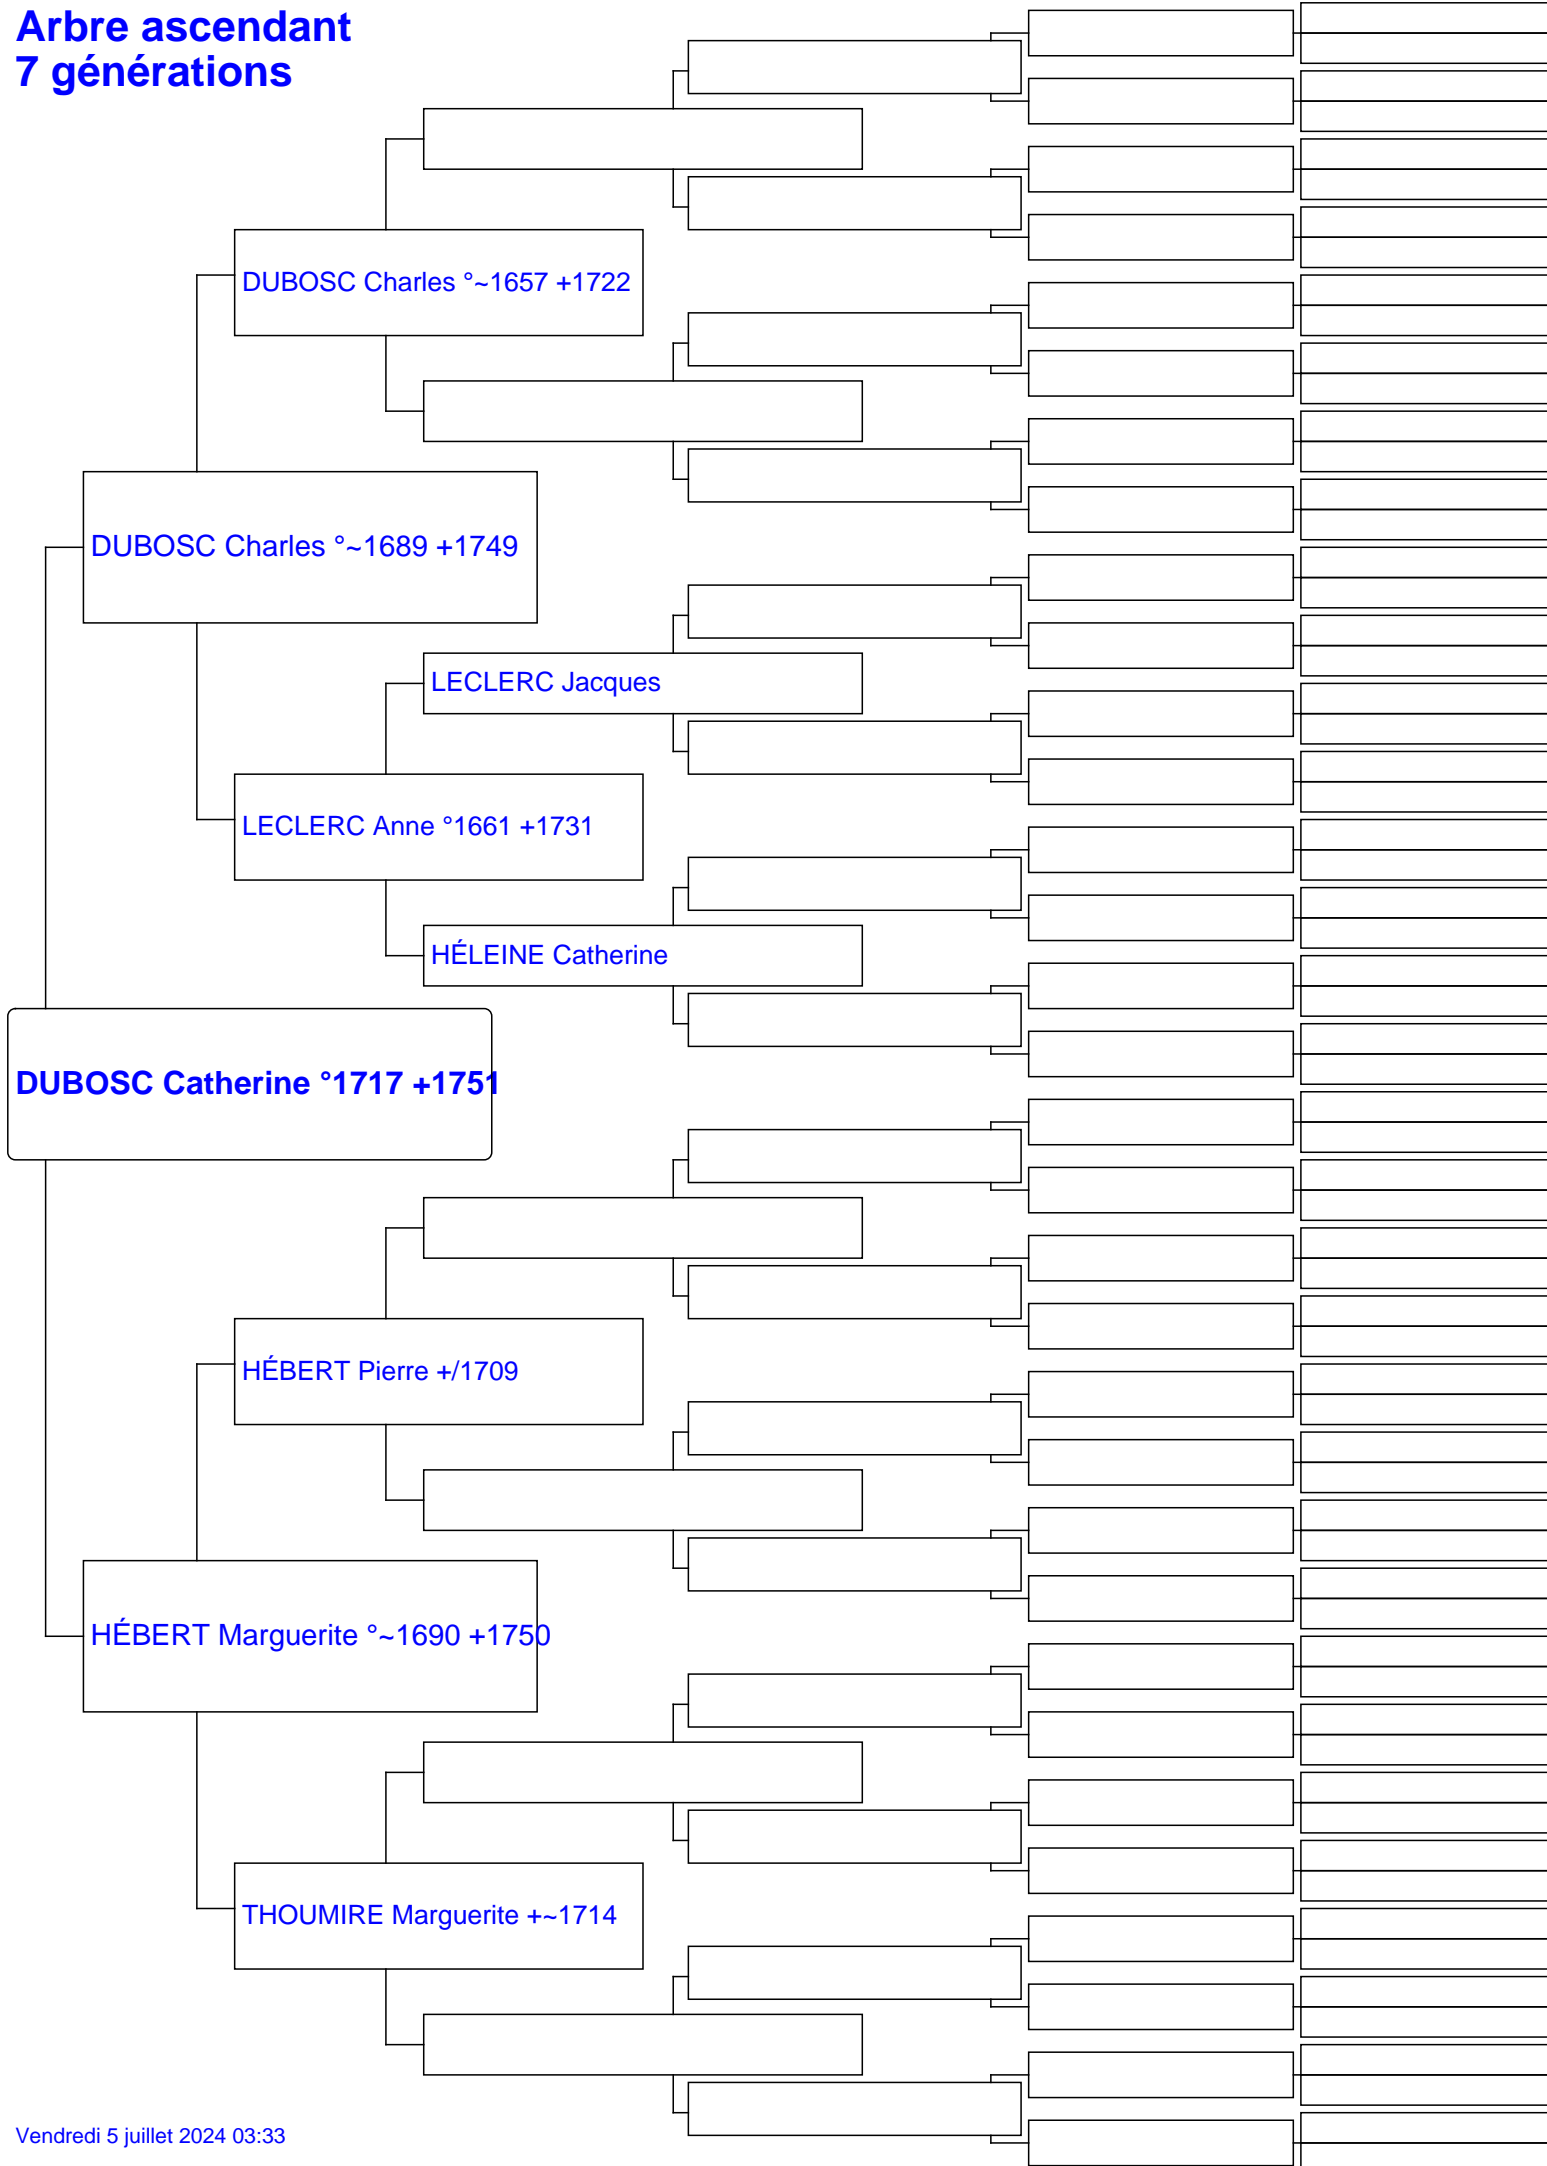 Arbre ascendant
7 générations
DUBOSC Charles °~1657 +1722
DUBOSC Charles °~1689 +1749
LECLERC Jacques
LECLERC Anne °1661 +1731
HÉLEINE Catherine
DUBOSC Catherine °1717 +1751
HÉBERT Pierre +/1709
HÉBERT Marguerite °~1690 +1750
THOUMIRE Marguerite +~1714
Vendredi 5 juillet 2024 03:33